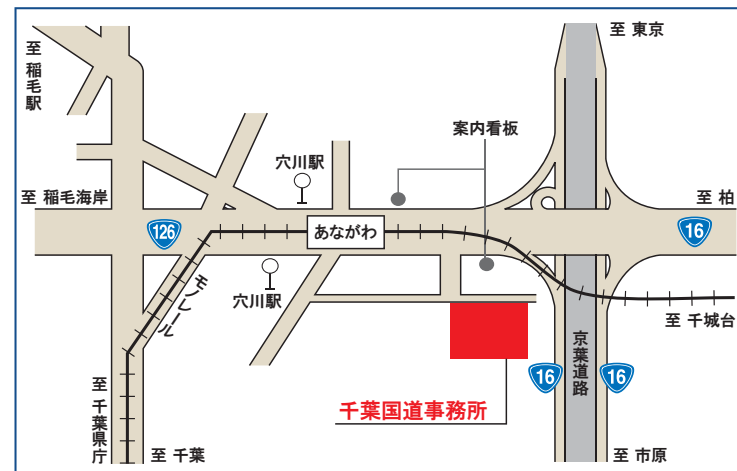 至 東京
至 稲毛駅
案内看板
穴川駅
至 稲毛海岸
至 柏
126
あながわ
16
穴川駅
モノレール
至 千城台
京葉道路
16
16
千葉国道事務所
至 千葉県庁
至 千葉
至 市原